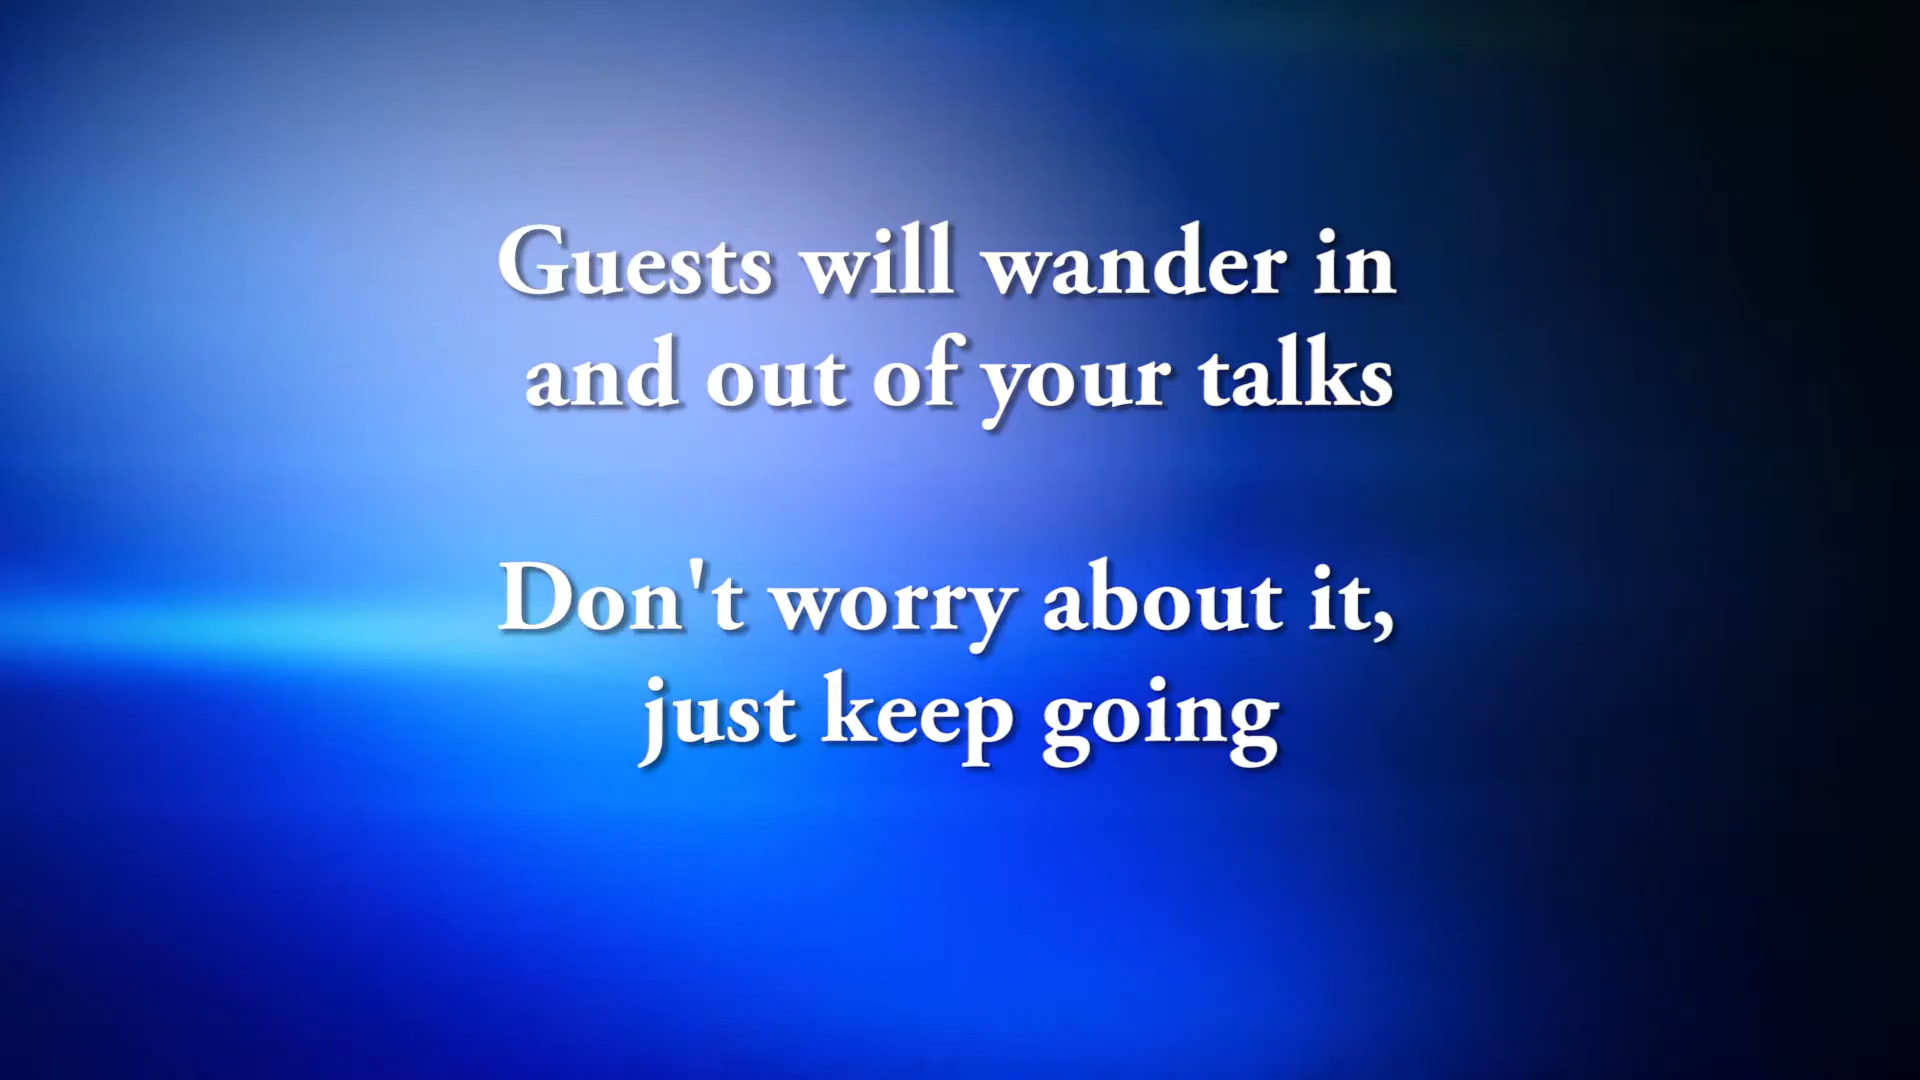 Guests will wander in
and out of your talks
Don't worry about it,
just keep going